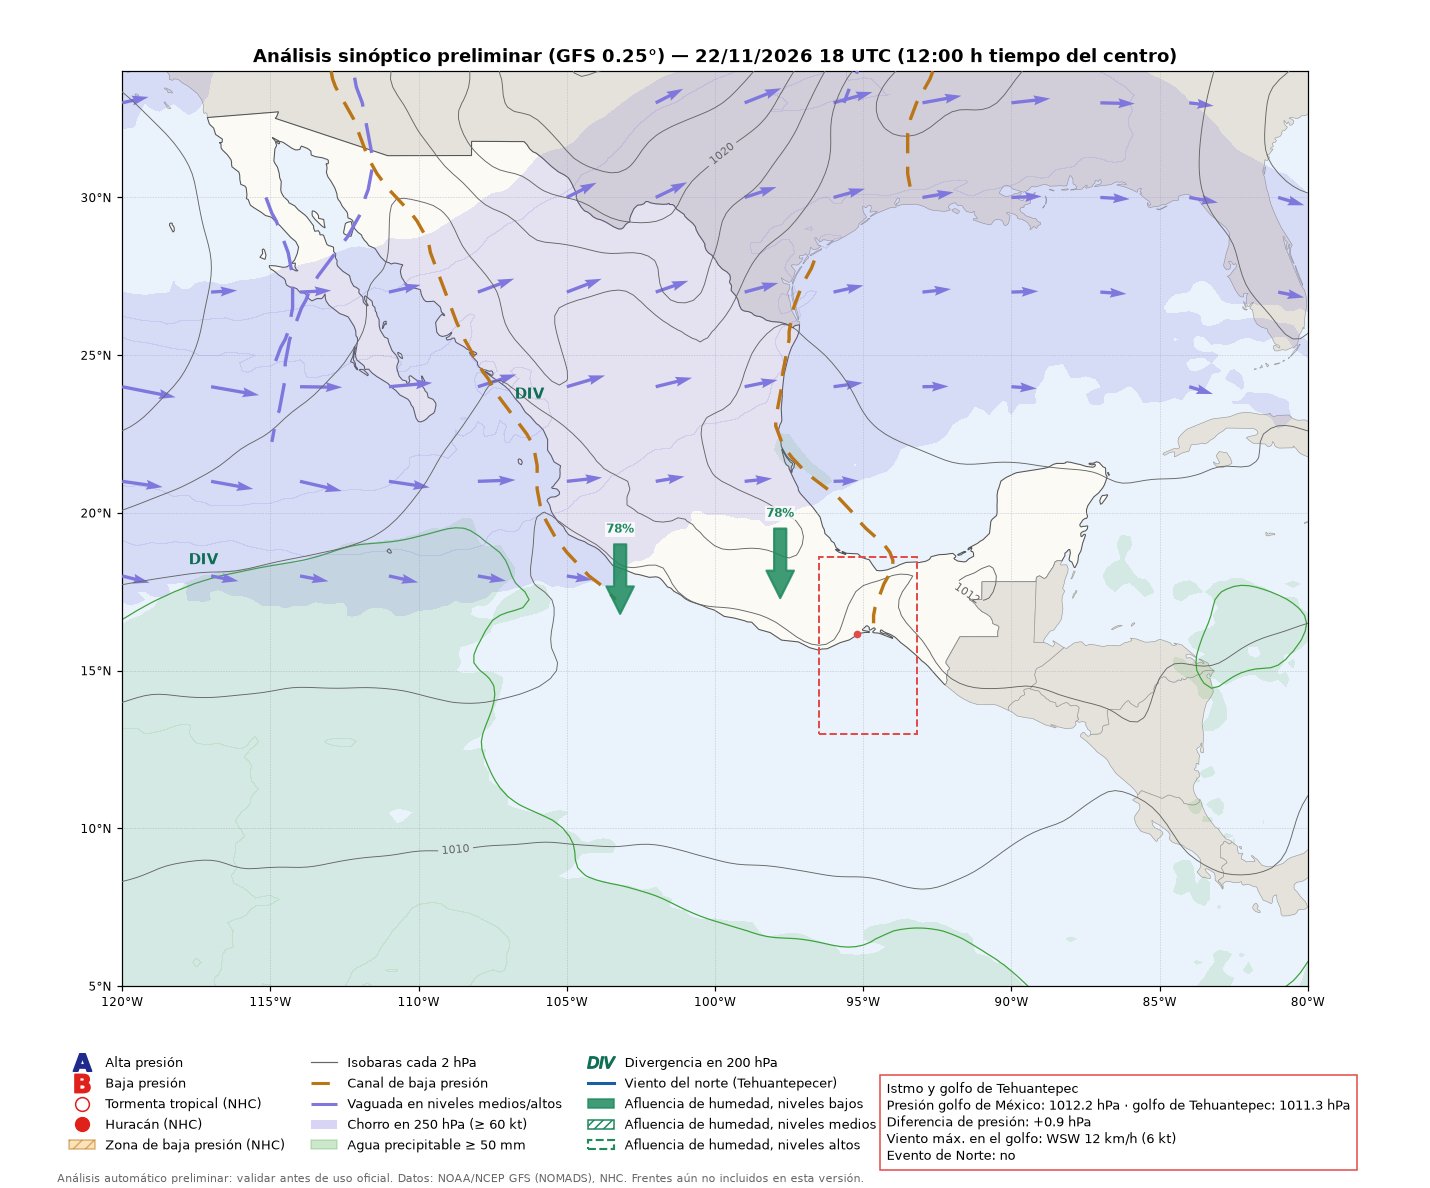 Análisis sinóptico preliminar (GFS 0.25°) — 22/11/2026 18 UTC (12:00 h tiempo del centro)
1020
30°N
25°N
DIV
20°N
78%
78%
DIV
1012
15°N
10°N
1010
5°N
120°W 115°W 110°W 105°W 100°W 95°W 90°W 85°W 80°W
A Alta presión
B Baja presión
Tormenta tropical (NHC)
Huracán (NHC)
Zona de baja presión (NHC)
Isobaras cada 2 hPa
Canal de baja presión
Vaguada en niveles medios/altos
Chorro en 250 hPa (≥ 60 kt)
Agua precipitable ≥ 50 mm
DIV Divergencia en 200 hPa
Viento del norte (Tehuantepecer)
Afluencia de humedad, niveles bajos
Afluencia de humedad, niveles medios
Afluencia de humedad, niveles altos
Istmo y golfo de Tehuantepec
Presión golfo de México: 1012.2 hPa · golfo de Tehuantepec: 1011.3 hPa
Diferencia de presión: +0.9 hPa
Viento máx. en el golfo: WSW 12 km/h (6 kt)
Evento de Norte: no
Análisis automático preliminar: validar antes de uso oficial. Datos: NOAA/NCEP GFS (NOMADS), NHC. Frentes aún no incluidos en esta versión.